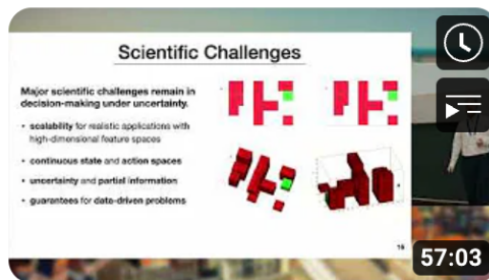 Scientific Challenges
Major scientific challenges remain in
decision-making under uncertainty.
• scalability for realistic applications with
high-dimensional feature spaces
• continuous state and action spaces
• uncertainty and partial information
• guarantees for date-driven problems
16
57:03